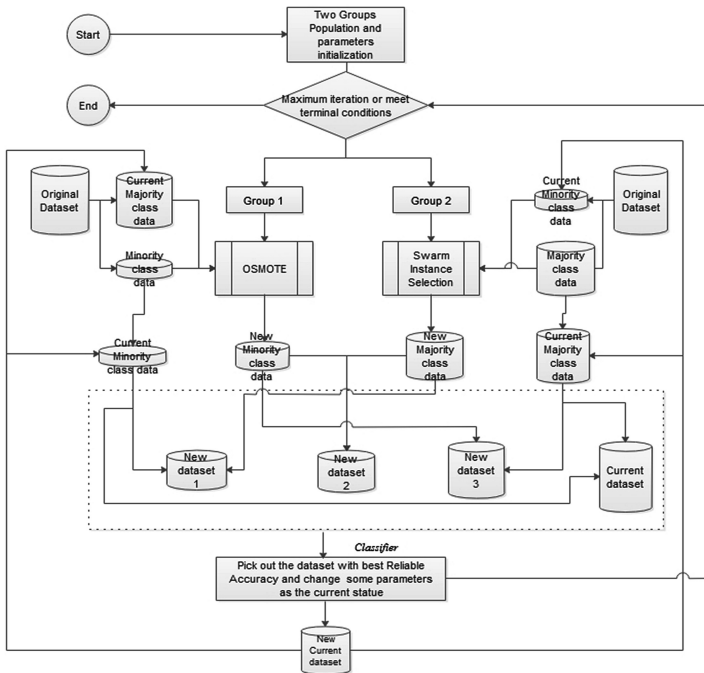 Start
Two Groups
Population and
parameters
initialization
End
Maximum iteration or meet
terminal conditions
Original
Dataset
Current
Majority
class
data
Group 1
Group 2
Current
Minority
class
data
Original
Dataset
Minority
class
data
OSMOTE
Swarm
Instance
Selection
Majority
class
data
Current
Minority
class data
New
Minority
class
data
New
Majority
class
data
Current
Majority
class
data
New
dataset
1
New
dataset
2
New
dataset
3
Current
dataset
Classifier
Pick out the dataset with best Reliable
Accuracy and change some parameters
as the current statue
New
Current
dataset